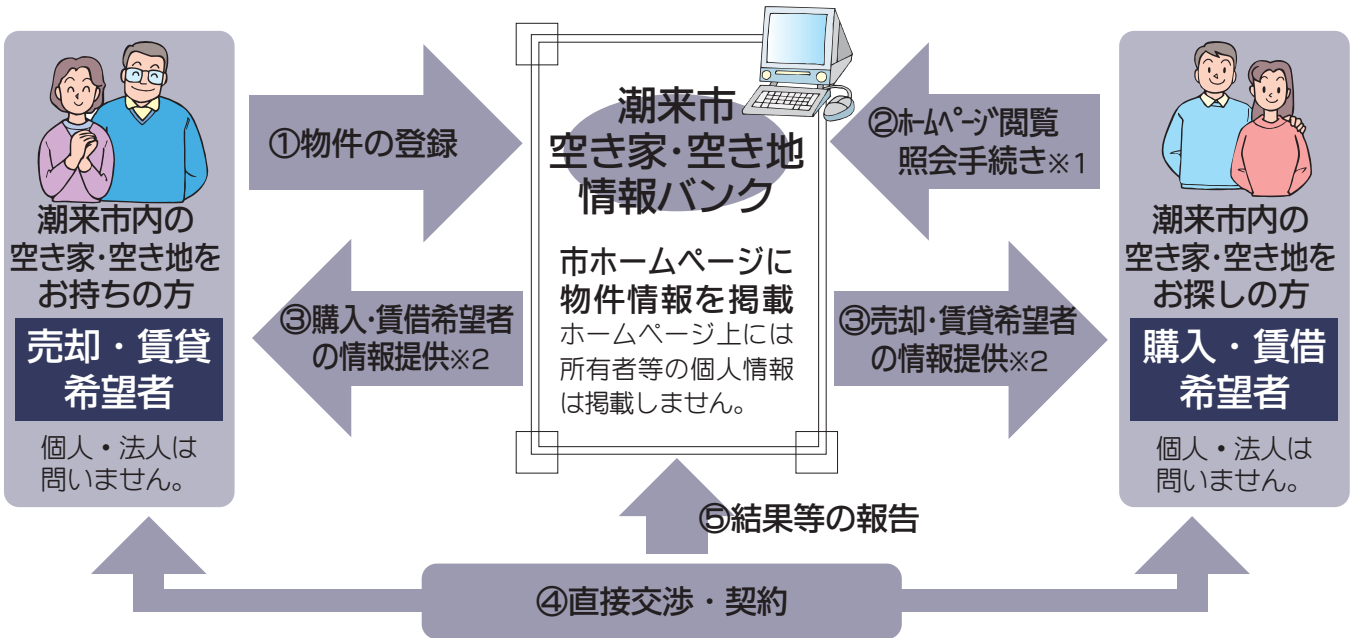 潮来市内の
空き家・空き地を
お持ちの方
売却・賃貸
希望者
個人・法人は
問いません。
①物件の登録
③購入・賃借希望者
の情報提供※2
潮来市
空き家・空き地
情報バンク
市ホームページに
物件情報を掲載
ホームページ上には
所有者等の個人情報
は掲載しません。
②ﾎｰﾑﾍﾟｰｼﾞ閲覧
照会手続き※1
③売却・賃貸希望者
の情報提供※2
潮来市内の
空き家・空き地を
お探しの方
購入・賃借
希望者
個人・法人は
問いません。
⑤結果等の報告
④直接交渉・契約